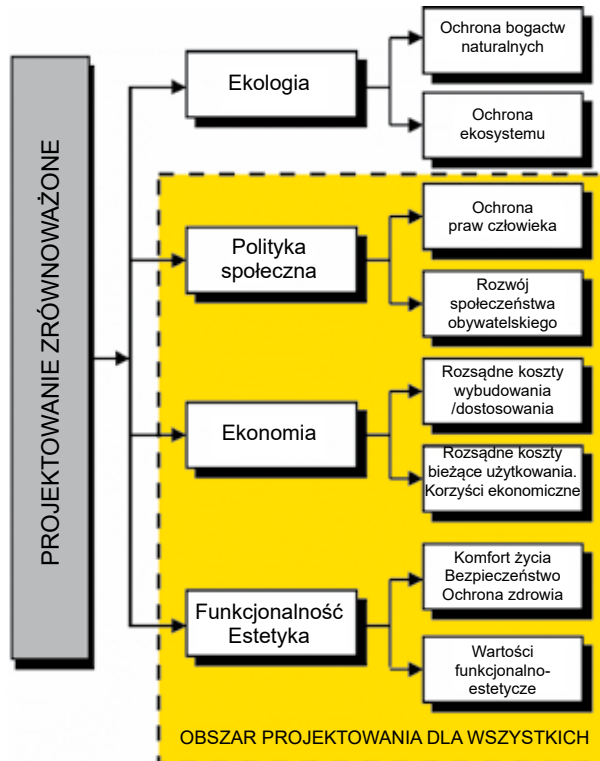 PROJEKTOWANIE ZRÓWNOWAŻONE
Ekologia
Ochrona bogactw
naturalnych
Ochrona
ekosystemu
Polityka
społeczna
Ochrona
praw człowieka
Rozwój
społeczeństwa
obywatelskiego
Ekonomia
Rozsądne koszty
wybudowania
/dostosowania
Rozsądne koszty
bieżące użytkowania.
Korzyści ekonomiczne
Funkcjonalność
Estetyka
Komfort życia
Bezpieczeństwo
Ochrona zdrowia
Wartości
funkcjonalno-
estetycze
OBSZAR PROJEKTOWANIA DLA WSZYSTKICH